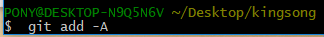 PONY@DESKTOP-N9Q5N6V ~/Desktop/kingsong
$  git add -A